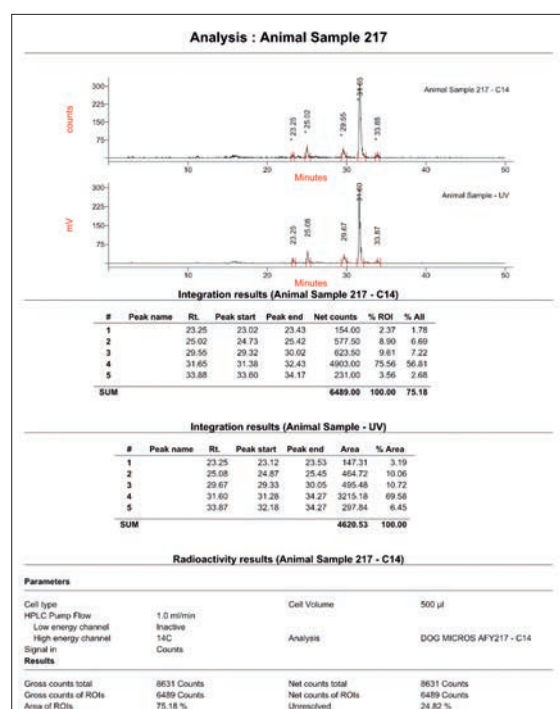 Analysis : Animal Sample 217
Animal Sample 217 - C14
counts
300
225
150
75
* 23.25
* 25.02
* 29.55
* 31.65
* 33.88
10 20 30 40 50
Minutes
Animal Sample - UV
mV
300
225
150
75
23.25
25.08
29.67
31.60
33.87
10 20 30 40 50
Minutes
Integration results (Animal Sample 217 - C14)
# Peak name Rt. Peak start Peak end Net counts % ROI % All
1 23.25 23.02 23.43 154.00 2.37 1.78
2 25.02 24.73 25.42 577.50 8.90 6.69
3 29.55 29.32 30.02 623.50 9.61 7.22
4 31.65 31.38 32.43 4903.00 75.56 56.81
5 33.88 33.60 34.17 231.00 3.56 2.68
SUM 6489.00 100.00 75.18
Integration results (Animal Sample - UV)
# Peak name Rt. Peak start Peak end Area % Area
1 23.25 23.12 23.53 147.31 3.19
2 25.08 24.87 25.45 464.72 10.06
3 29.67 29.33 30.05 495.48 10.72
4 31.60 31.28 34.27 3215.18 69.58
5 33.87 32.18 34.27 297.84 6.45
SUM 4620.53 100.00
Radioactivity results (Animal Sample 217 - C14)
Parameters
Cell type Cell Volume 500 µl
HPLC Pump Flow 1.0 ml/min
Low energy channel Inactive
High energy channel 14C Analysis DOG MICROS AFY217 - C14
Signal in Counts
Results
Gross counts total 8631 Counts Net counts total 8631 Counts
Gross counts of ROIs 6489 Counts Net counts of ROIs 6489 Counts
Area of ROIs 75.18 % Unresolved 24.82 %